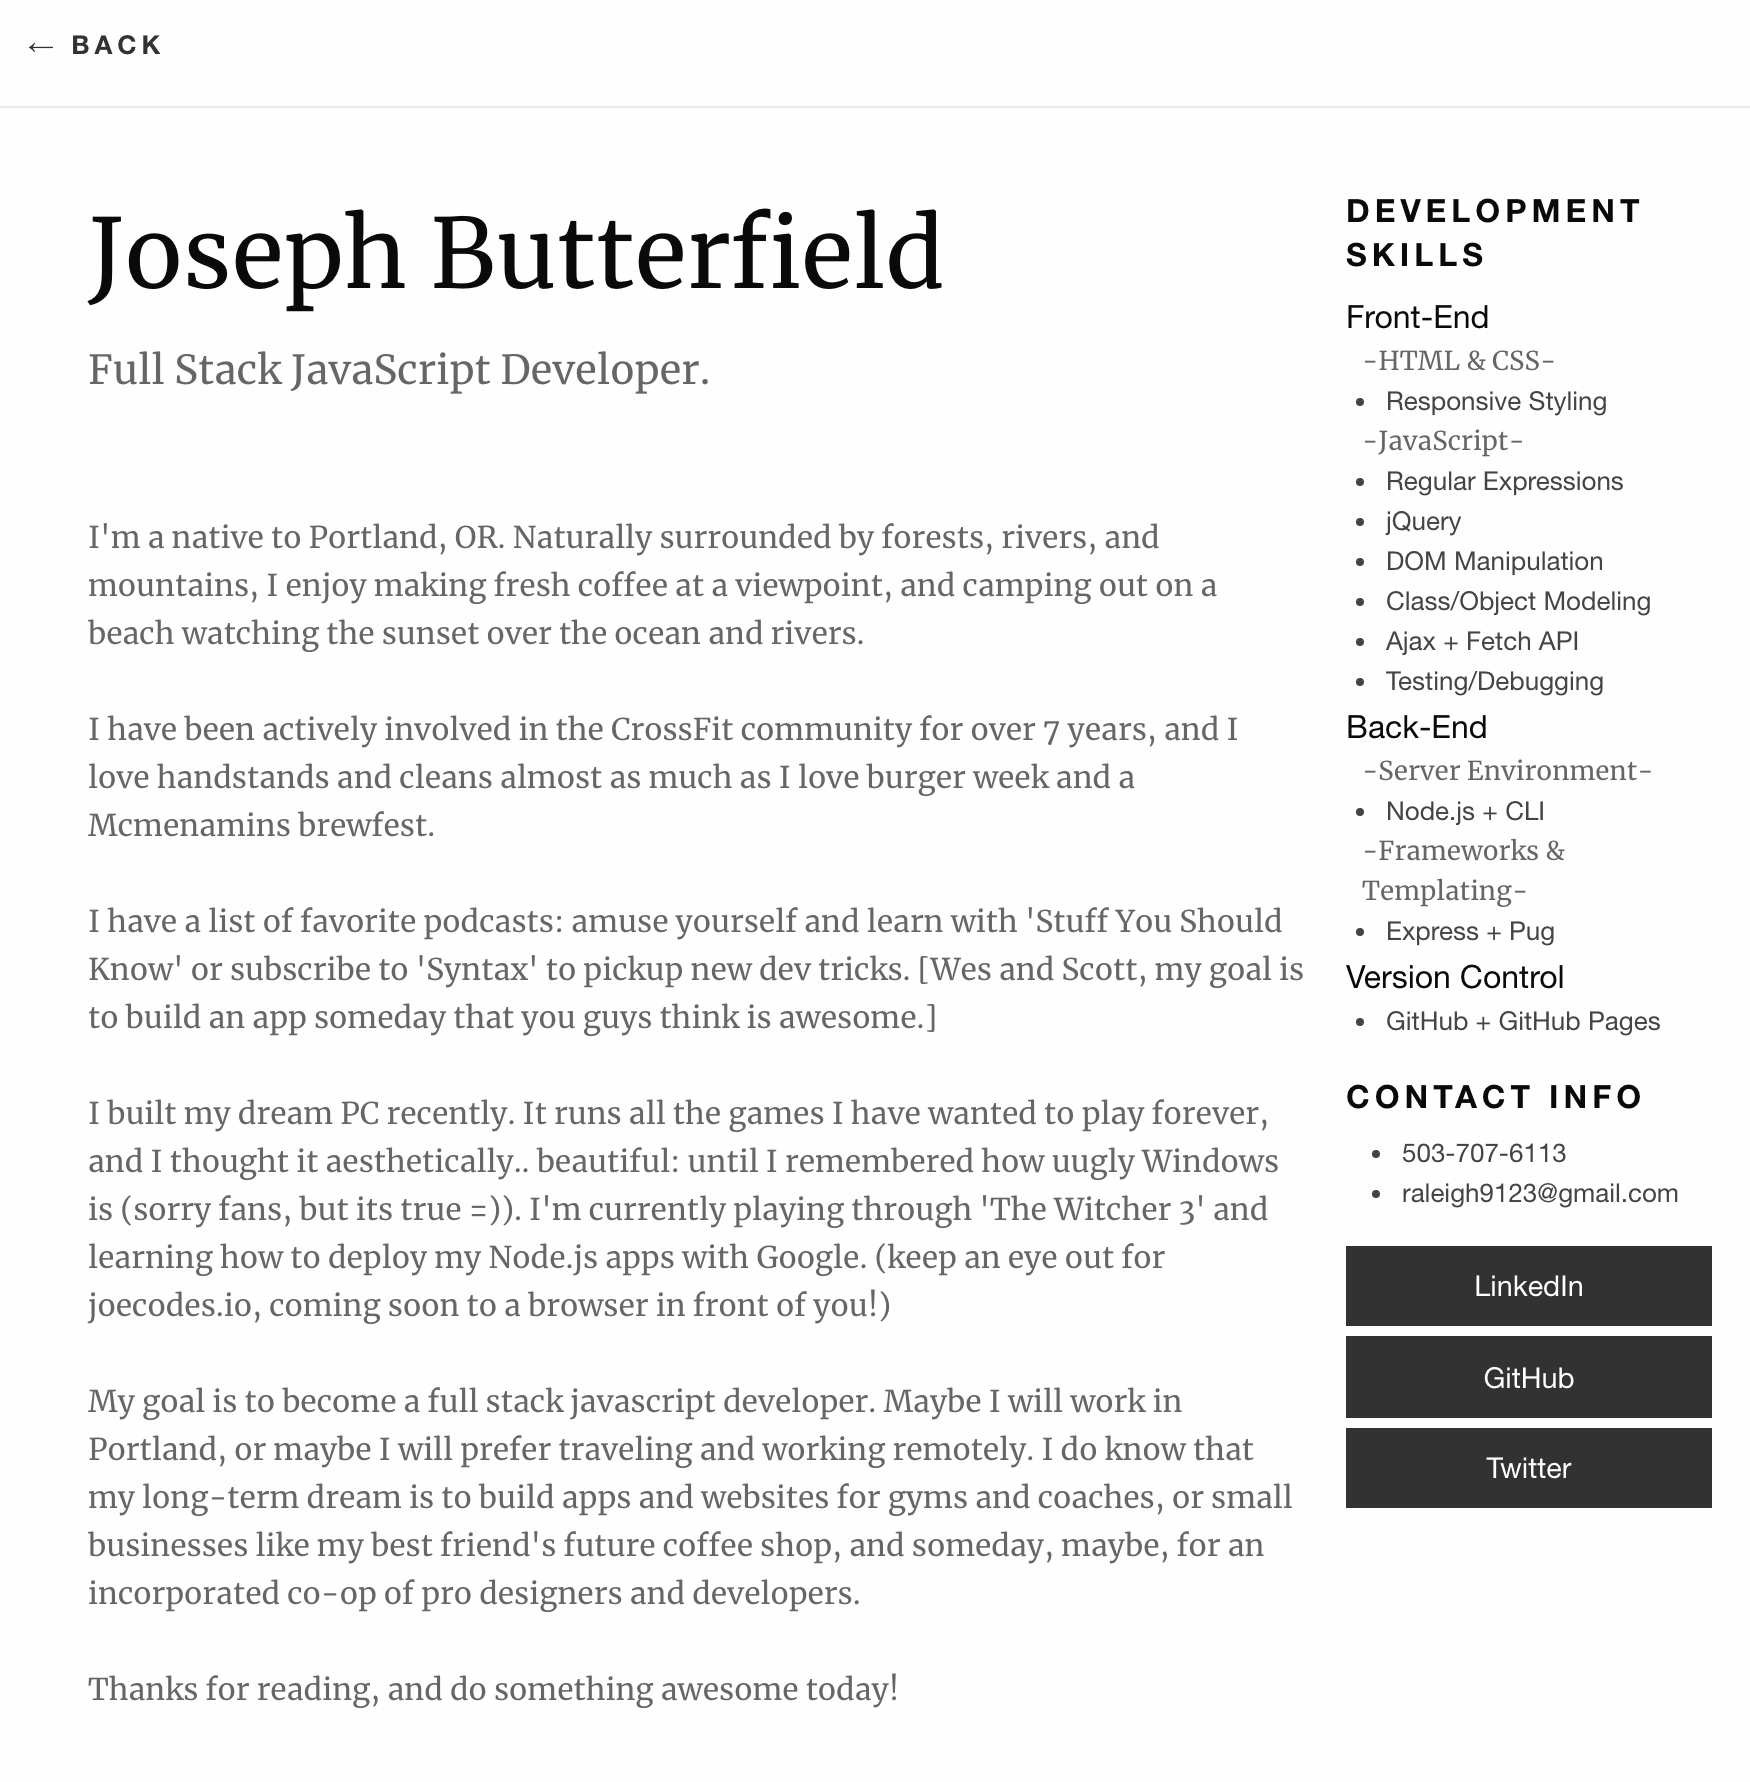 ← BACK
Joseph Butterfield
Full Stack JavaScript Developer.
I'm a native to Portland, OR. Naturally surrounded by forests, rivers, and
mountains, I enjoy making fresh coffee at a viewpoint, and camping out on a
beach watching the sunset over the ocean and rivers.
I have been actively involved in the CrossFit community for over 7 years, and I
love handstands and cleans almost as much as I love burger week and a
Mcmenamins brewfest.
I have a list of favorite podcasts: amuse yourself and learn with 'Stuff You Should
Know' or subscribe to 'Syntax' to pickup new dev tricks. [Wes and Scott, my goal is
to build an app someday that you guys think is awesome.]
I built my dream PC recently. It runs all the games I have wanted to play forever,
and I thought it aesthetically.. beautiful: until I remembered how uugly Windows
is (sorry fans, but its true =)). I'm currently playing through 'The Witcher 3' and
learning how to deploy my Node.js apps with Google. (keep an eye out for
joecodes.io, coming soon to a browser in front of you!)
My goal is to become a full stack javascript developer. Maybe I will work in
Portland, or maybe I will prefer traveling and working remotely. I do know that
my long-term dream is to build apps and websites for gyms and coaches, or small
businesses like my best friend's future coffee shop, and someday, maybe, for an
incorporated co-op of pro designers and developers.
Thanks for reading, and do something awesome today!
DEVELOPMENT
SKILLS
Front-End
-HTML & CSS-
• Responsive Styling
-JavaScript-
• Regular Expressions
• jQuery
• DOM Manipulation
• Class/Object Modeling
• Ajax + Fetch API
• Testing/Debugging
Back-End
-Server Environment-
• Node.js + CLI
-Frameworks &
Templating-
• Express + Pug
Version Control
• GitHub + GitHub Pages
CONTACT INFO
• 503-707-6113
• raleigh9123@gmail.com
LinkedIn
GitHub
Twitter